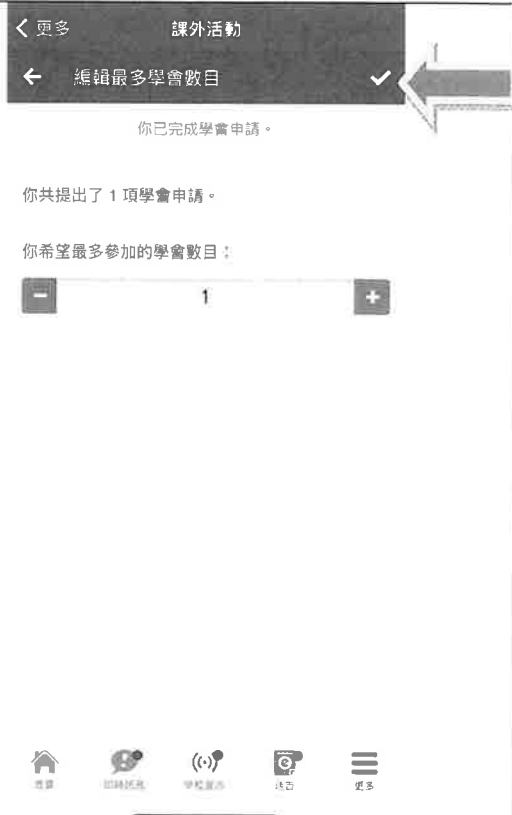 更多 課外活動
編輯最多學會數目
你已完成學會申請。
你共提出了 1 項學會申請。
你希望最多參加的學會數目：
1
更多